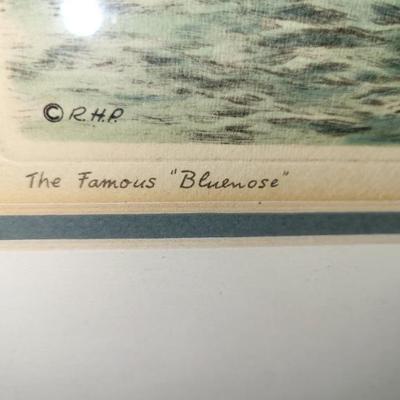 © R.H.P.
The Famous "Bluenose"